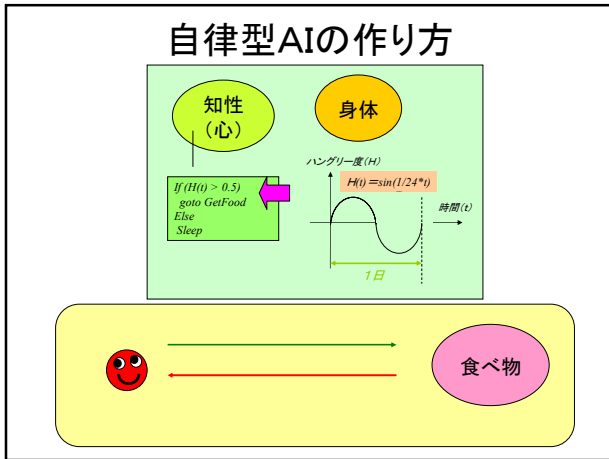 自律型AIの作り方
知性
(心)
身体
ハングリー度(H)
H(t)=sin(1/24*t)
If (H(t) > 0.5)
goto GetFood
Else
Sleep
時間(t)
1日
食べ物